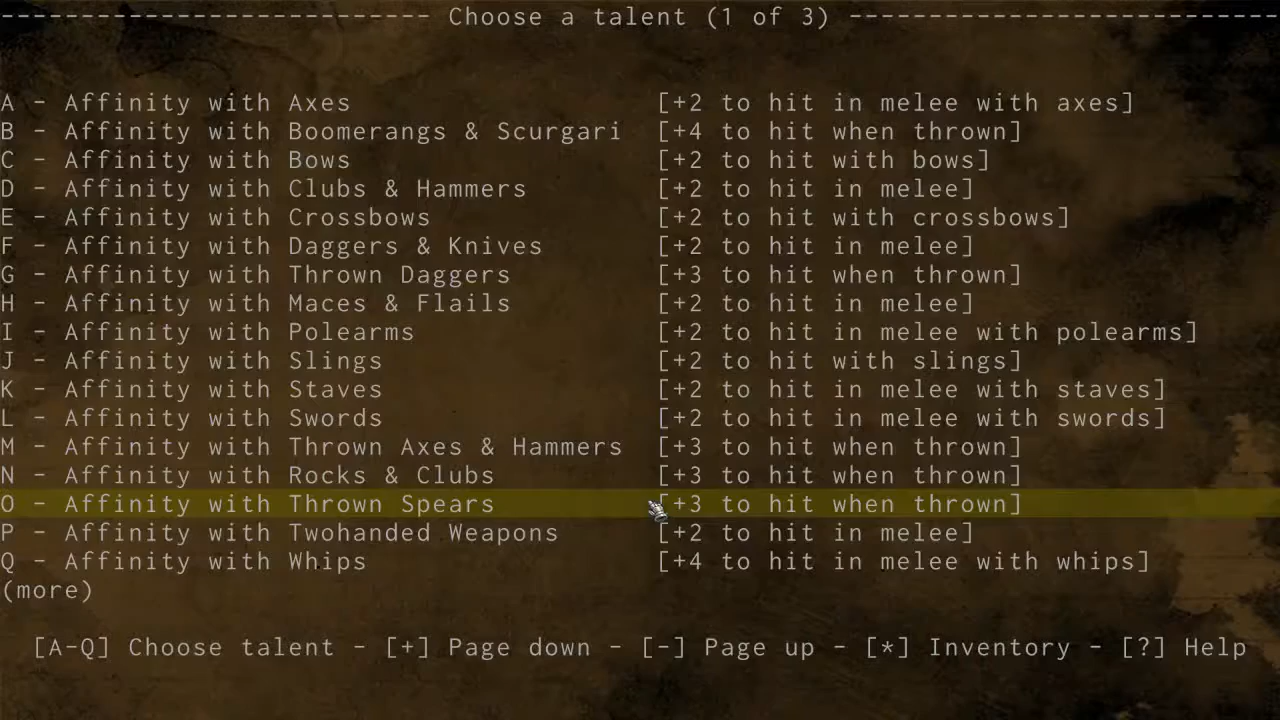 --------------------------- Choose a talent (1 of 3) ---------------------------
A - Affinity with Axes [+2 to hit in melee with axes]
B - Affinity with Boomerangs & Scurgari [+4 to hit when thrown]
C - Affinity with Bows [+2 to hit with bows]
D - Affinity with Clubs & Hammers [+2 to hit in melee]
E - Affinity with Crossbows [+2 to hit with crossbows]
F - Affinity with Daggers & Knives [+2 to hit in melee]
G - Affinity with Thrown Daggers [+3 to hit when thrown]
H - Affinity with Maces & Flails [+2 to hit in melee]
I - Affinity with Polearms [+2 to hit in melee with polearms]
J - Affinity with Slings [+2 to hit with slings]
K - Affinity with Staves [+2 to hit in melee with staves]
L - Affinity with Swords [+2 to hit in melee with swords]
M - Affinity with Thrown Axes & Hammers [+3 to hit when thrown]
N - Affinity with Rocks & Clubs [+3 to hit when thrown]
O - Affinity with Thrown Spears [+3 to hit when thrown]
P - Affinity with Twohanded Weapons [+2 to hit in melee]
Q - Affinity with Whips [+4 to hit in melee with whips]
(more)
[A-Q] Choose talent - [+] Page down - [-] Page up - [*] Inventory - [?] Help